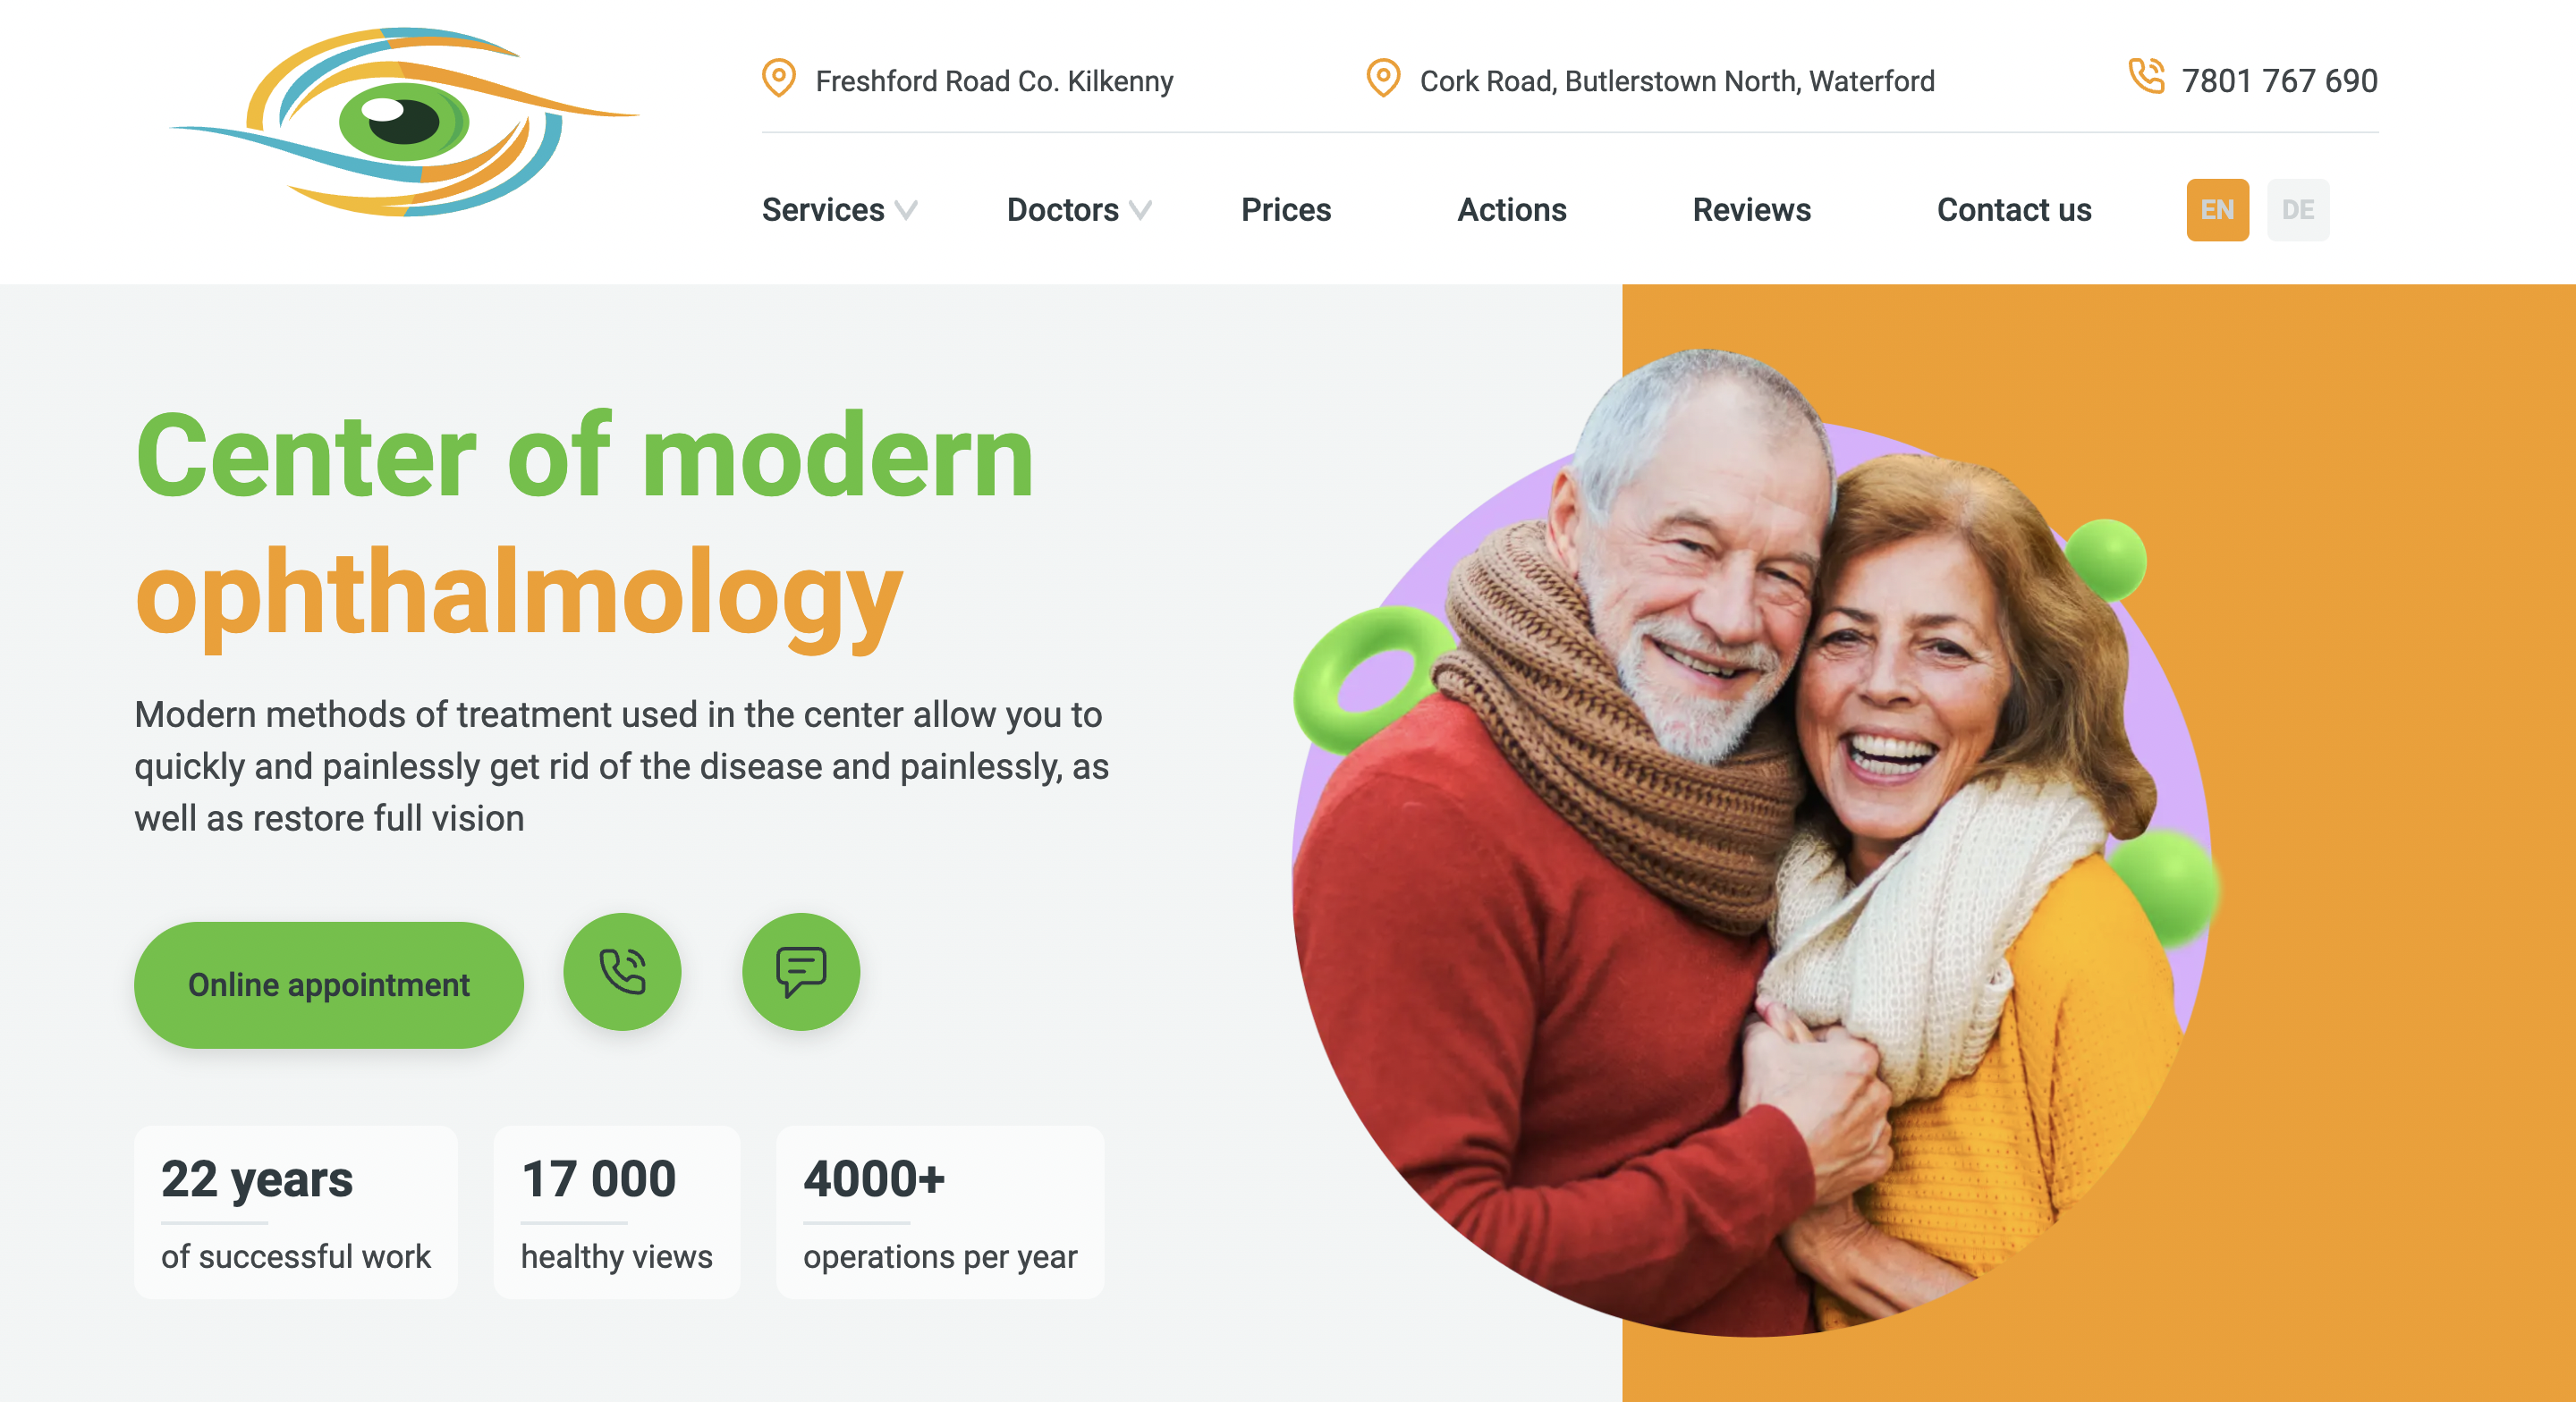 Freshford Road Co. Kilkenny
Cork Road, Butlerstown North, Waterford
7801 767 690
Services
Doctors
Prices
Actions
Reviews
Contact us
EN
DE
Center of modern
ophthalmology
Modern methods of treatment used in the center allow you to
quickly and painlessly get rid of the disease and painlessly, as
well as restore full vision
Online appointment
22 years
of successful work
17 000
healthy views
4000+
operations per year